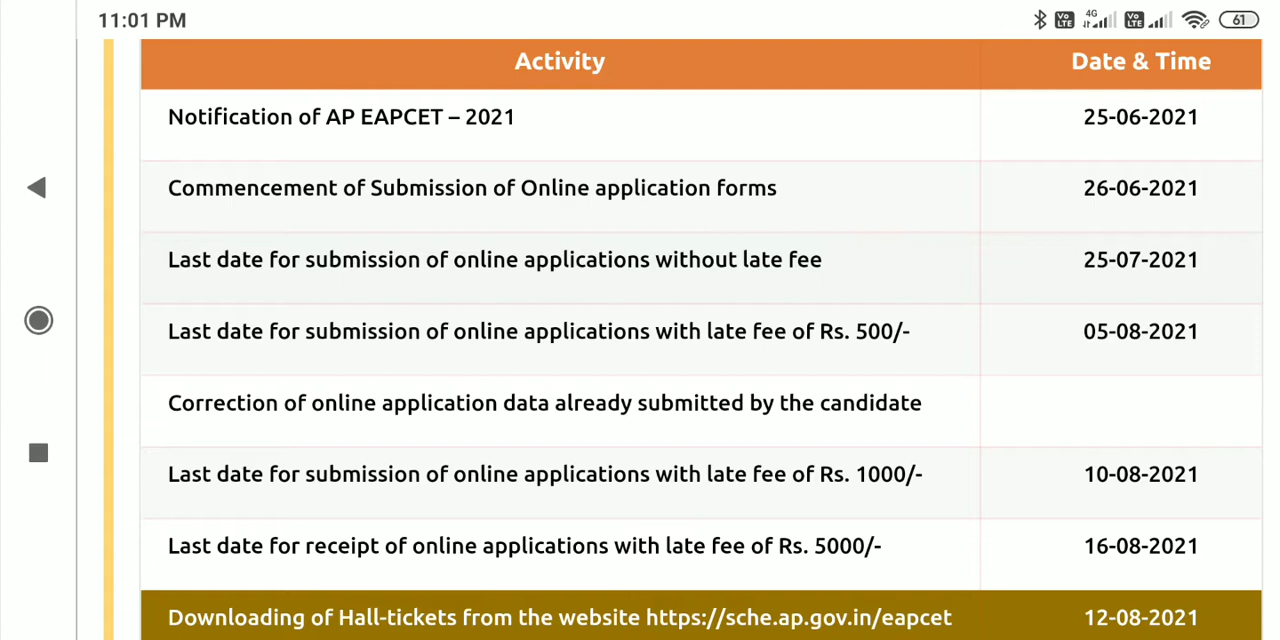 11:01 PM
Vo LTE 4G Vo LTE 61
Activity Date & Time
Notification of AP EAPCET – 2021 25-06-2021
Commencement of Submission of Online application forms 26-06-2021
Last date for submission of online applications without late fee 25-07-2021
Last date for submission of online applications with late fee of Rs. 500/- 05-08-2021
Correction of online application data already submitted by the candidate
Last date for submission of online applications with late fee of Rs. 1000/- 10-08-2021
Last date for receipt of online applications with late fee of Rs. 5000/- 16-08-2021
Downloading of Hall-tickets from the website https://sche.ap.gov.in/eapcet 12-08-2021